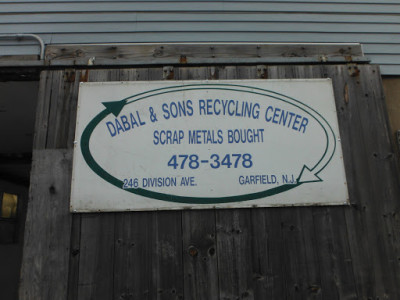 DABAL & SONS RECYCLING CENTER
SCRAP METALS BOUGHT
478-3478
246 DIVISION AVE. GARFIELD, N.J.